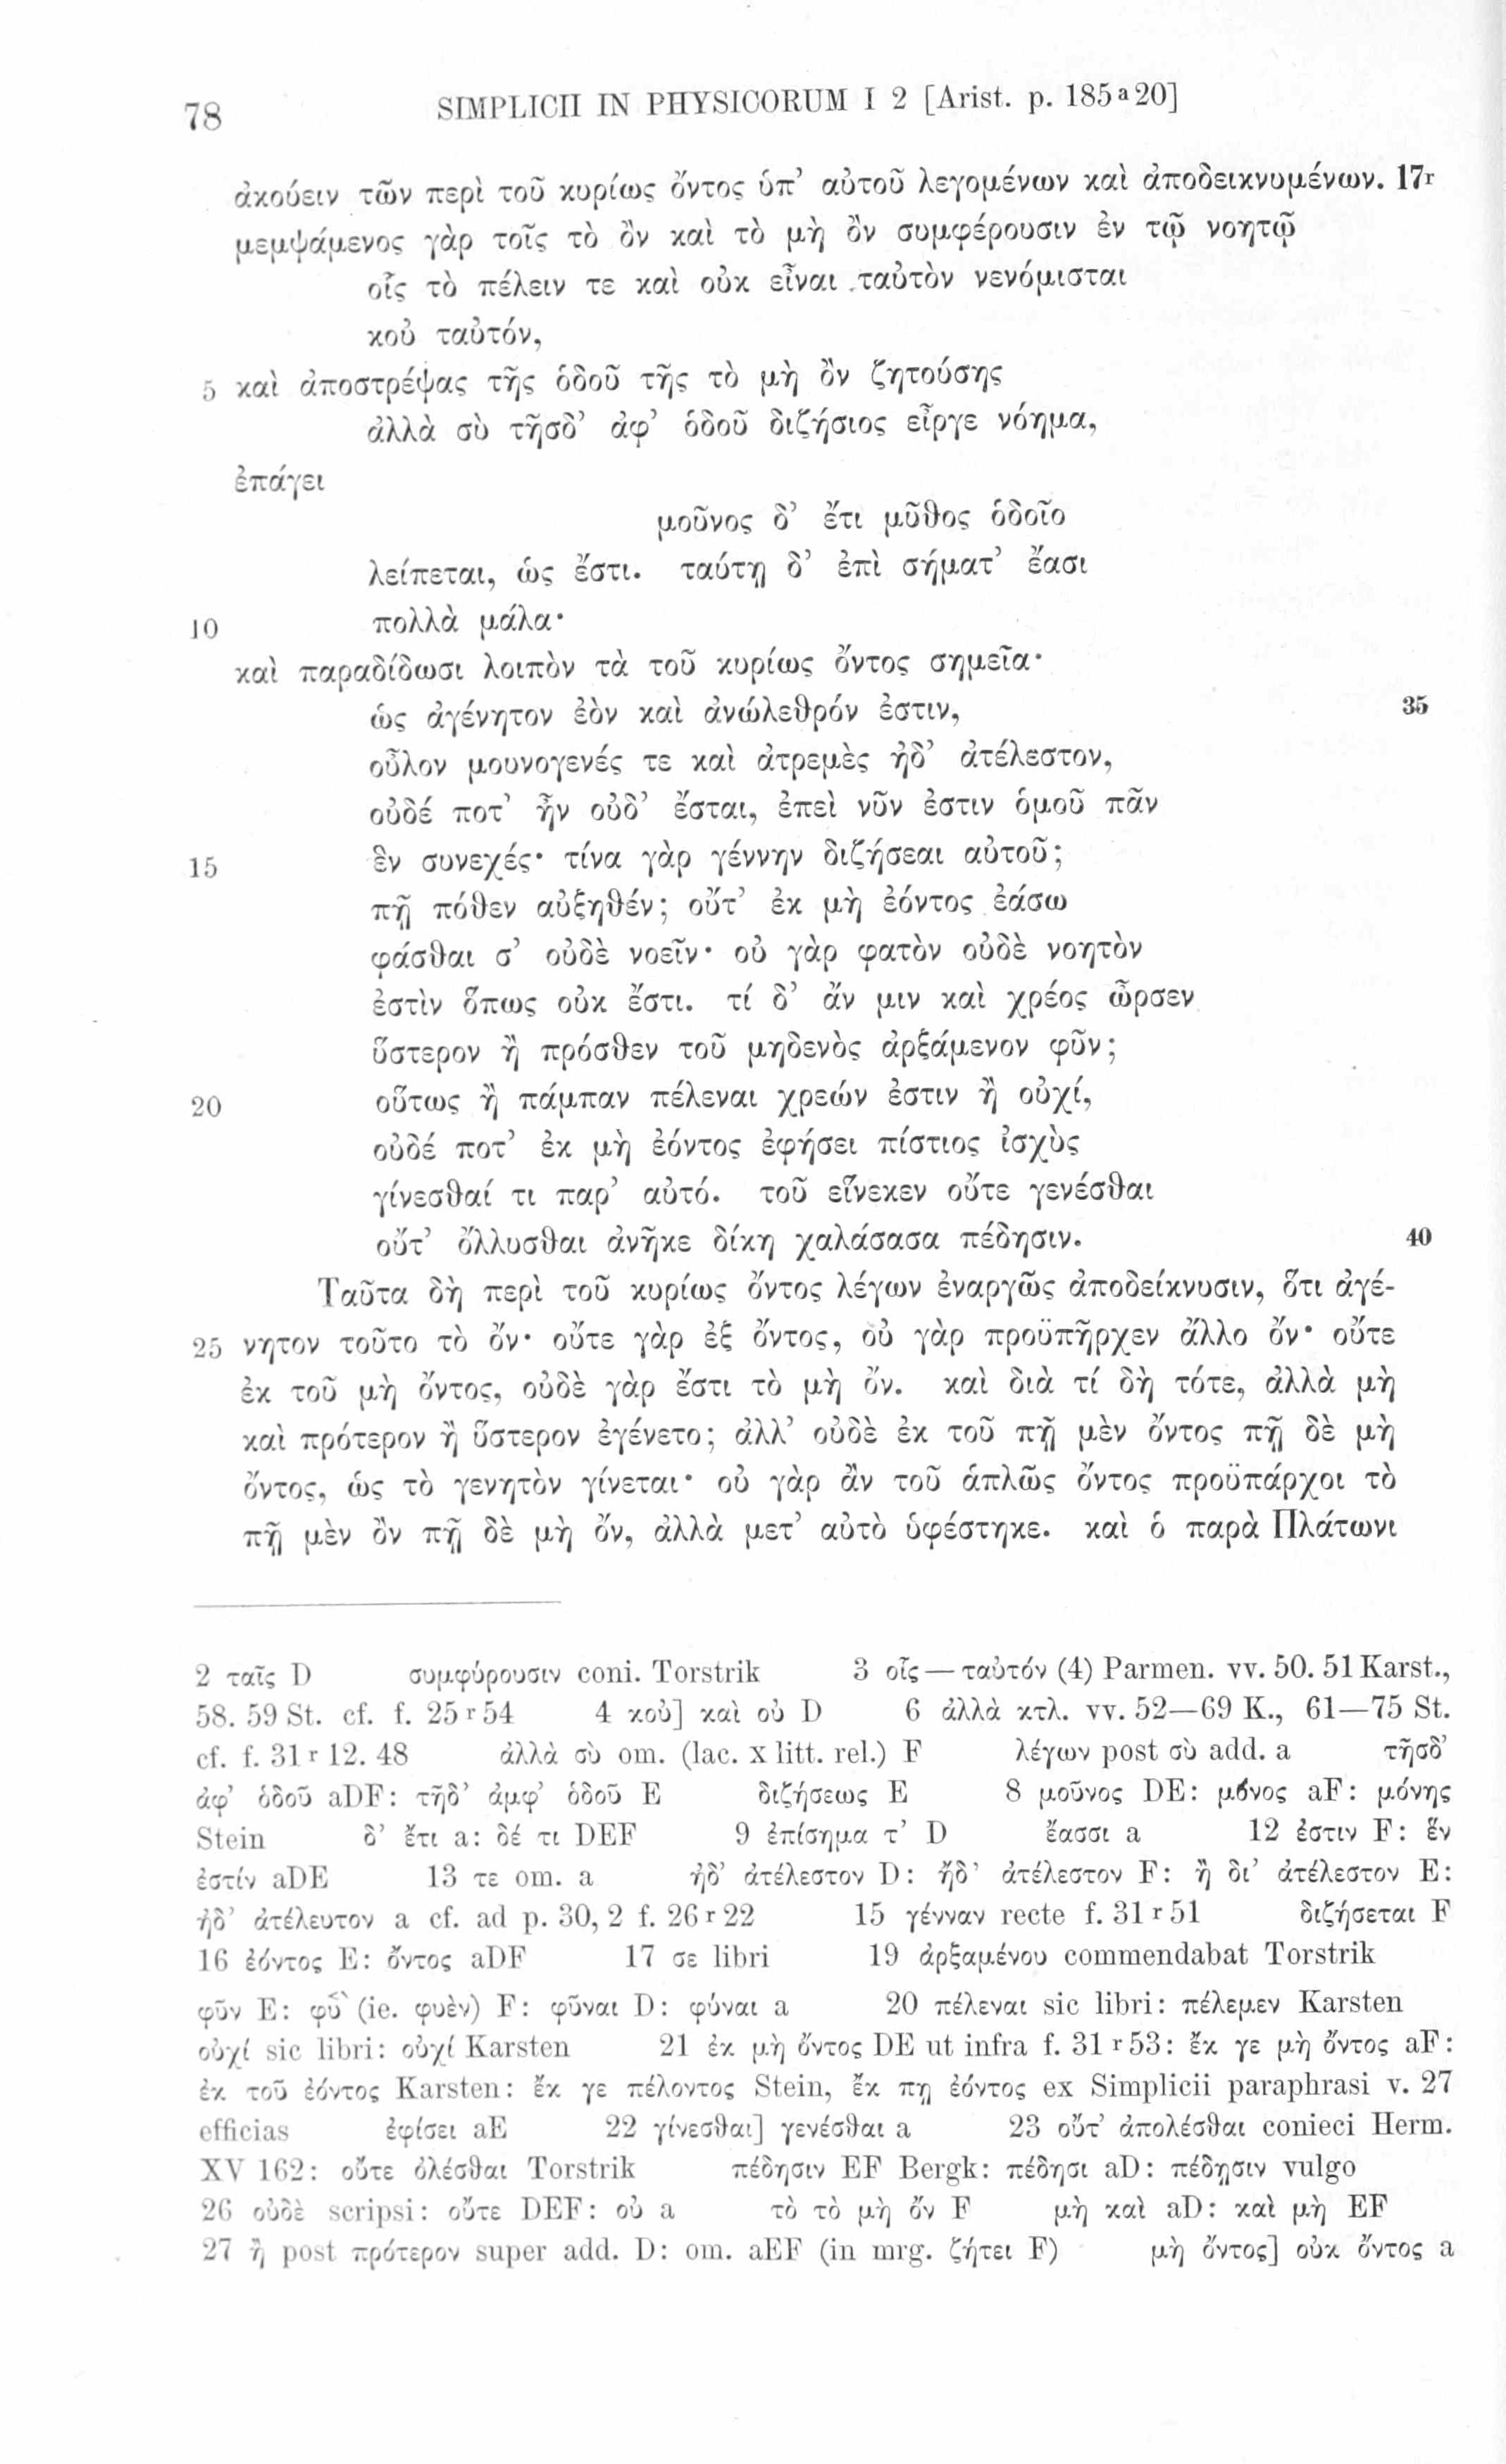 78 SIMPLICII IN PHYSICORUM I 2 [Arist. p. 185ᵃ20]
ἀκούειν τῶν περὶ τοῦ κυρίως ὄντος ὑπ’ αὐτοῦ λεγομένων καὶ ἀποδεικνυμένων. 17r
μεμψάμενος γὰρ τοῖς τὸ ὂν καὶ τὸ μὴ ὂν συμφέρουσιν ἐν τῷ νοητῷ
οἷς τὸ πέλειν τε καὶ οὐκ εἶναι ταὐτὸν νενόμισται
κοὐ ταὐτόν,
5 καὶ ἀποστρέψας τῆς ὁδοῦ τῆς τὸ μὴ ὂν ζητούσης
ἀλλὰ σὺ τῆσδ’ ἀφ’ ὁδοῦ διζήσιος εἶργε νόημα,
ἐπάγει
μοῦνος δ’ ἔτι μῦθος ὁδοῖο
λείπεται, ὡς ἔστι. ταύτῃ δ’ ἐπὶ σήματ’ ἔασι
10 πολλὰ μάλα·
καὶ παραδίδωσι λοιπὸν τὰ τοῦ κυρίως ὄντος σημεῖα·
ὡς ἀγένητον ἐὸν καὶ ἀνώλεθρόν ἐστιν, 35
οὖλον μουνογενές τε καὶ ἀτρεμὲς ἠδ’ ἀτέλεστον,
οὐδέ ποτ’ ἦν οὐδ’ ἔσται, ἐπεὶ νῦν ἐστιν ὁμοῦ πᾶν
15 ἓν συνεχές· τίνα γὰρ γέννην διζήσεαι αὐτοῦ;
πῇ πόθεν αὐξηθέν; οὔτ’ ἐκ μὴ ἐόντος ἐάσω
φάσθαι σ’ οὐδὲ νοεῖν· οὐ γὰρ φατὸν οὐδὲ νοητὸν
ἐστὶν ὅπως οὐκ ἔστι. τί δ’ ἄν μιν καὶ χρέος ὦρσεν
ὕστερον ἢ πρόσθεν τοῦ μηδενὸς ἀρξάμενον φῦν;
20 οὕτως ἢ πάμπαν πέλεναι χρεών ἐστιν ἢ οὐχί,
οὐδέ ποτ’ ἐκ μὴ ἐόντος ἐφήσει πίστιος ἰσχὺς
γίνεσθαί τι παρ’ αὐτό. τοῦ εἵνεκεν οὔτε γενέσθαι
οὔτ’ ὄλλυσθαι ἀνῆκε δίκη χαλάσασα πέδησιν. 40
Ταῦτα δὴ περὶ τοῦ κυρίως ὄντος λέγων ἐναργῶς ἀποδείκνυσιν, ὅτι ἀγέ-
25 νητον τοῦτο τὸ ὄν· οὔτε γὰρ ἐξ ὄντος, οὐ γὰρ προϋπῆρχεν ἄλλο ὄν· οὔτε
ἐκ τοῦ μὴ ὄντος, οὐδὲ γὰρ ἔστι τὸ μὴ ὄν. καὶ διὰ τί δὴ τότε, ἀλλὰ μὴ
καὶ πρότερον ἢ ὕστερον ἐγένετο; ἀλλ’ οὐδὲ ἐκ τοῦ πῇ μὲν ὄντος πῇ δὲ μὴ
ὄντος, ὡς τὸ γενητὸν γίνεται· οὐ γὰρ ἂν τοῦ ἁπλῶς ὄντος προϋπάρχοι τὸ
πῇ μὲν ὂν πῇ δὲ μὴ ὄν, ἀλλὰ μετ’ αὐτὸ ὑφέστηκε. καὶ ὁ παρὰ Πλάτωνι
2 ταῖς D συμφύρουσιν coni. Torstrik 3 οἷς — ταὐτόν (4) Parmen. vv. 50. 51 Karst.,
58. 59 St. cf. f. 25ʳ54 4 κοὐ] καὶ οὐ D 6 ἀλλὰ κτλ. vv. 52—69 K., 61—75 St.
cf. f. 31ʳ 12. 48 ἀλλὰ σὺ om. (lac. x litt. rel.) F λέγων post σὺ add. a τῆσδ’
ἀφ’ ὁδοῦ aDF: τῆδ’ ἀμφ’ ὁδοῦ E διζήσεως E 8 μοῦνος DE: μόνος aF: μόνης
Stein δ’ ἔτι a: δέ τι DEF 9 ἐπίσημα τ’ D ἔασσι a 12 ἐστιν F: ἕν
ἐστίν aDE 13 τε om. a ἠδ’ ἀτέλεστον D: ἤδ’ ἀτέλεστον F: ἢ δι’ ἀτέλεστον E:
ἠδ’ ἀτέλευτον a cf. ad p. 30,2 f. 26ʳ22 15 γένναν recte f. 31ʳ51 διζήσεται F
16 ἐόντος E: ὄντος aDF 17 σε libri 19 ἀρξαμένου commendabat Torstrik
φῦν E: φῦ` (ie. φυὲν) F: φῦναι D: φύναι a 20 πέλεναι sic libri: πέλεμεν Karsten
οὐχί sic libri: οὐχί Karsten 21 ἐκ μὴ ὄντος DE ut infra f. 31ʳ53: ἔκ γε μὴ ὄντος aF:
ἐκ τοῦ ἐόντος Karsten: ἔκ γε πέλοντος Stein, ἔκ πῃ ἐόντος ex Simplicii paraphrasi v. 27
efficias ἐφίσει aE 22 γίνεσθαι] γενέσθαι a 23 οὔτ’ ἀπολέσθαι conieci Herm.
XV 162: οὔτε ὀλέσθαι Torstrik πέδησιν EF Bergk: πέδησι aD: πέδῃσιν vulgo
26 οὐδὲ scripsi: οὔτε DEF: οὐ a τὸ τὸ μὴ ὄν F μὴ καὶ aD: καὶ μὴ EF
27 ἢ post πρότερον super add. D: om. aEF (in mrg. ζήτει F) μὴ ὄντος] οὐκ ὄντος a